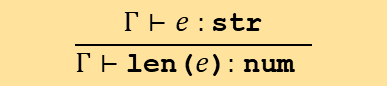 Γ ⊢ e : str
Γ ⊢ len(e): num